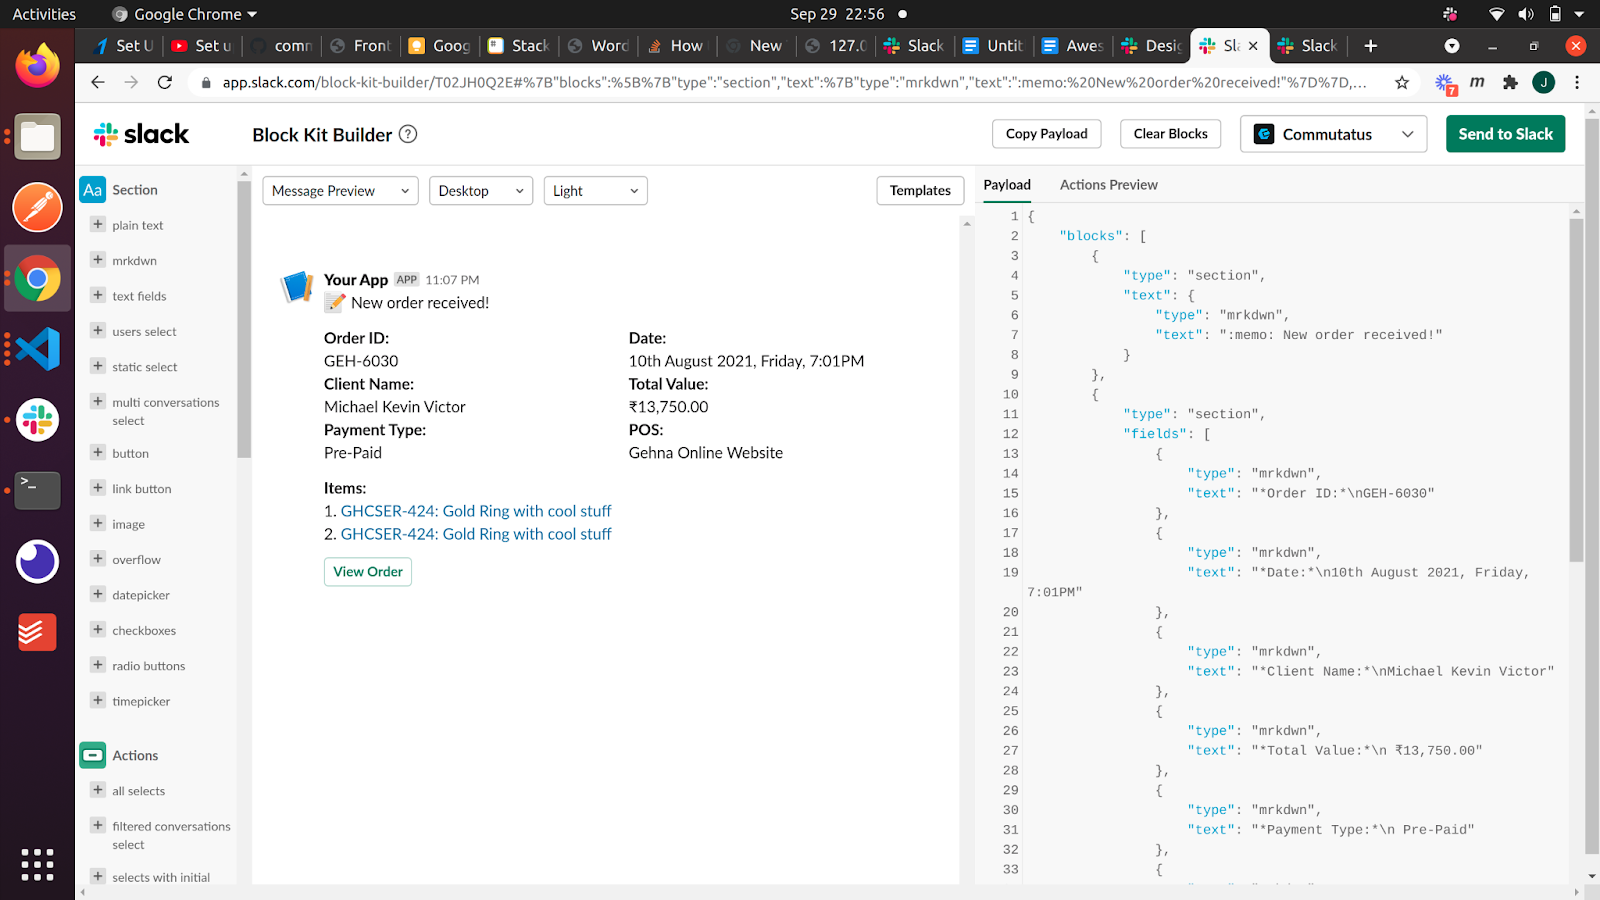 Activities
Google Chrome
Sep 29 22:56
Set U
Set u
comm
Front
Goog
Stack
Word
How
New
127.0
Slack
Untit
Awes
Desig
Sla
Slack
app.slack.com/block-kit-builder/T02JH0Q2E#%7B"blocks":%5B%7B"type":"section","text":%7B"type":"mrkdwn","text":":memo:%20New%20order%20received!"%7D%7D,...
7
m
J
slack
Block Kit Builder ?
Copy Payload
Clear Blocks
Commutatus
Send to Slack
Aa Section
plain text
mrkdwn
text fields
users select
static select
multi conversations
select
button
link button
image
overflow
datepicker
checkboxes
radio buttons
timepicker
Actions
all selects
filtered conversations
select
selects with initial
Message Preview
Desktop
Light
Templates
Your App APP 11:07 PM
New order received!
Order ID:
GEH-6030
Date:
10th August 2021, Friday, 7:01PM
Client Name:
Michael Kevin Victor
Total Value:
₹13,750.00
Payment Type:
Pre-Paid
POS:
Gehna Online Website
Items:
1. GHCSER-424: Gold Ring with cool stuff
2. GHCSER-424: Gold Ring with cool stuff
View Order
Payload
Actions Preview
1 {
2 "blocks": [
3 {
4 "type": "section",
5 "text": {
6 "type": "mrkdwn",
7 "text": ":memo: New order received!"
8 }
9 },
10 {
11 "type": "section",
12 "fields": [
13 {
14 "type": "mrkdwn",
15 "text": "*Order ID:*\nGEH-6030"
16 },
17 {
18 "type": "mrkdwn",
19 "text": "*Date:*\n10th August 2021, Friday,
7:01PM"
20 },
21 {
22 "type": "mrkdwn",
23 "text": "*Client Name:*\nMichael Kevin Victor"
24 },
25 {
26 "type": "mrkdwn",
27 "text": "*Total Value:*\n ₹13,750.00"
28 },
29 {
30 "type": "mrkdwn",
31 "text": "*Payment Type:*\n Pre-Paid"
32 },
33 {